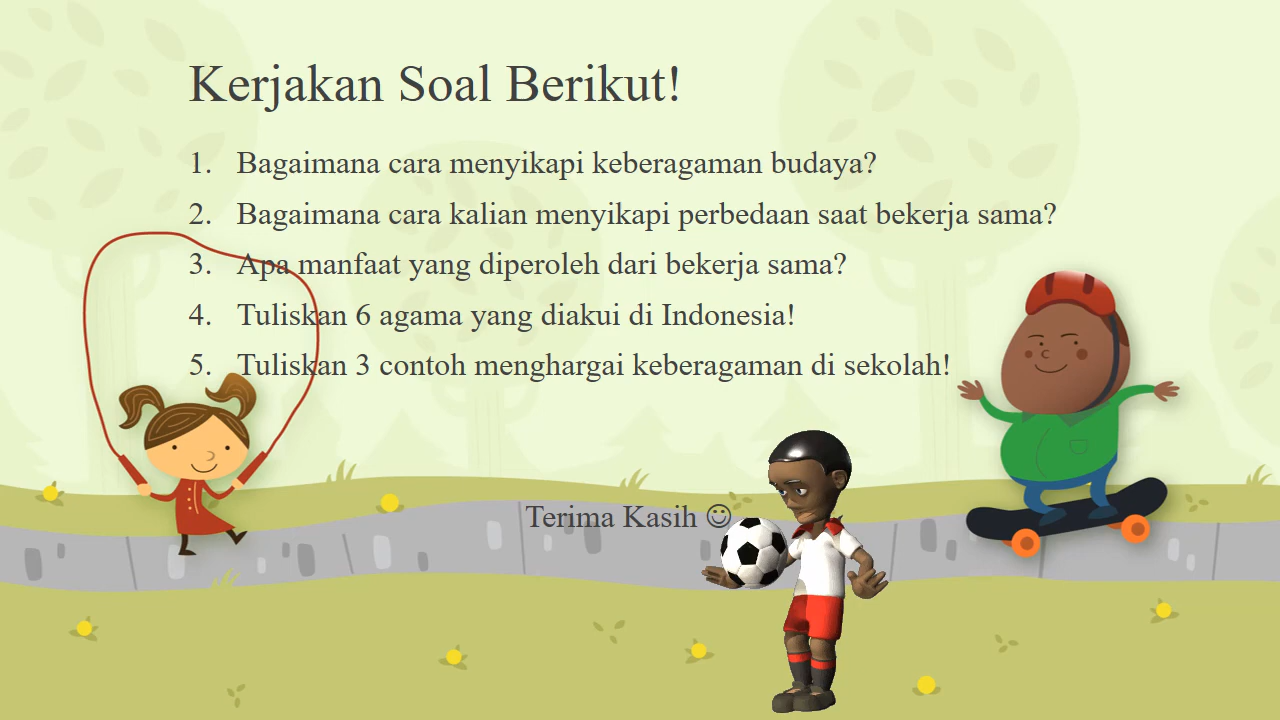 Kerjakan Soal Berikut!
1. Bagaimana cara menyikapi keberagaman budaya?
2. Bagaimana cara kalian menyikapi perbedaan saat bekerja sama?
3. Apa manfaat yang diperoleh dari bekerja sama?
4. Tuliskan 6 agama yang diakui di Indonesia!
5. Tuliskan 3 contoh menghargai keberagaman di sekolah!
Terima Kasih ☺